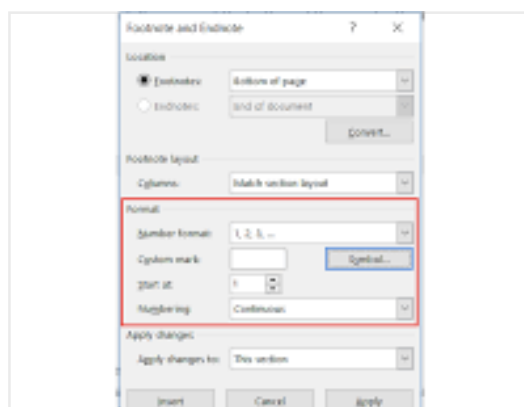 Footnote and Endnote ? ×
Location
Footnotes: Bottom of page
Endnotes: End of document
Convert...
Footnote layout
Columns: Match section layout
Format
Number format: 1, 2, 3, ...
Custom mark: Symbol...
Start at: 1
Numbering: Continuous
Apply changes
Apply changes to: This section
Insert Cancel Apply